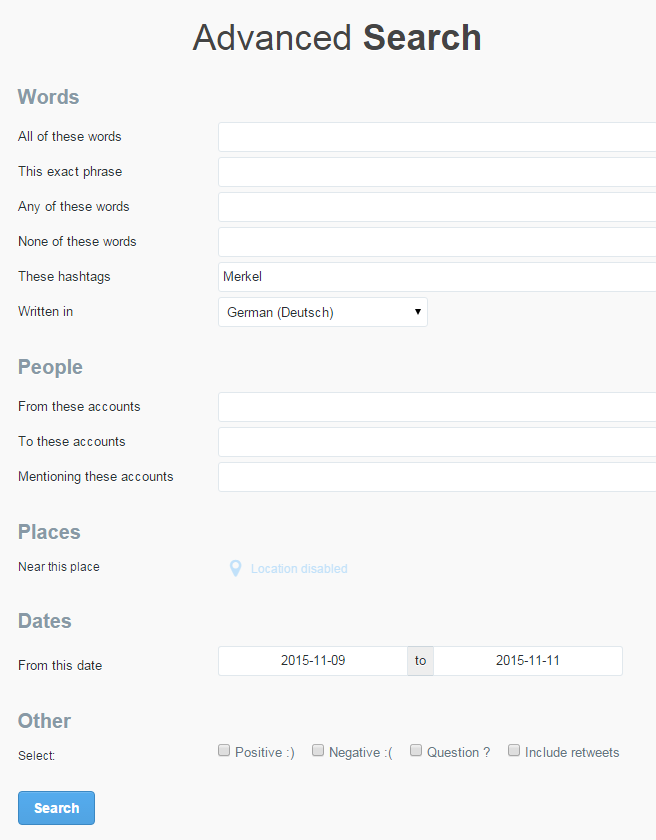 Advanced Search
Words
All of these words
This exact phrase
Any of these words
None of these words
These hashtags Merkel
Written in German (Deutsch)
People
From these accounts
To these accounts
Mentioning these accounts
Places
Near this place Location disabled
Dates
From this date 2015-11-09 to 2015-11-11
Other
Select: Positive :) Negative :( Question ? Include retweets
Search